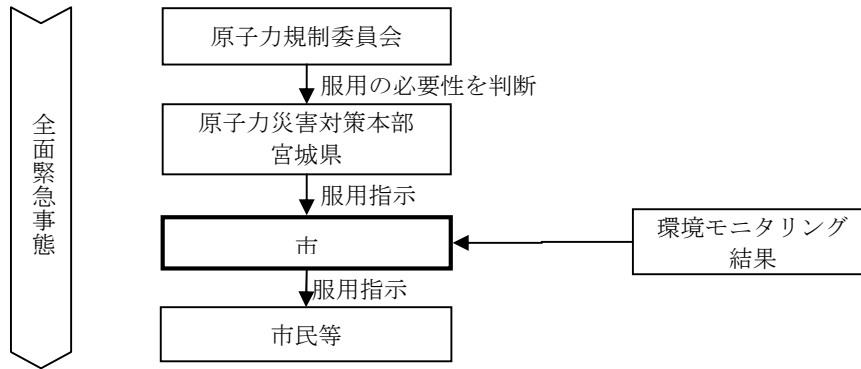 全面緊急事態
原子力規制委員会
服用の必要性を判断
原子力災害対策本部
宮城県
服用指示
市
環境モニタリング
結果
服用指示
市民等